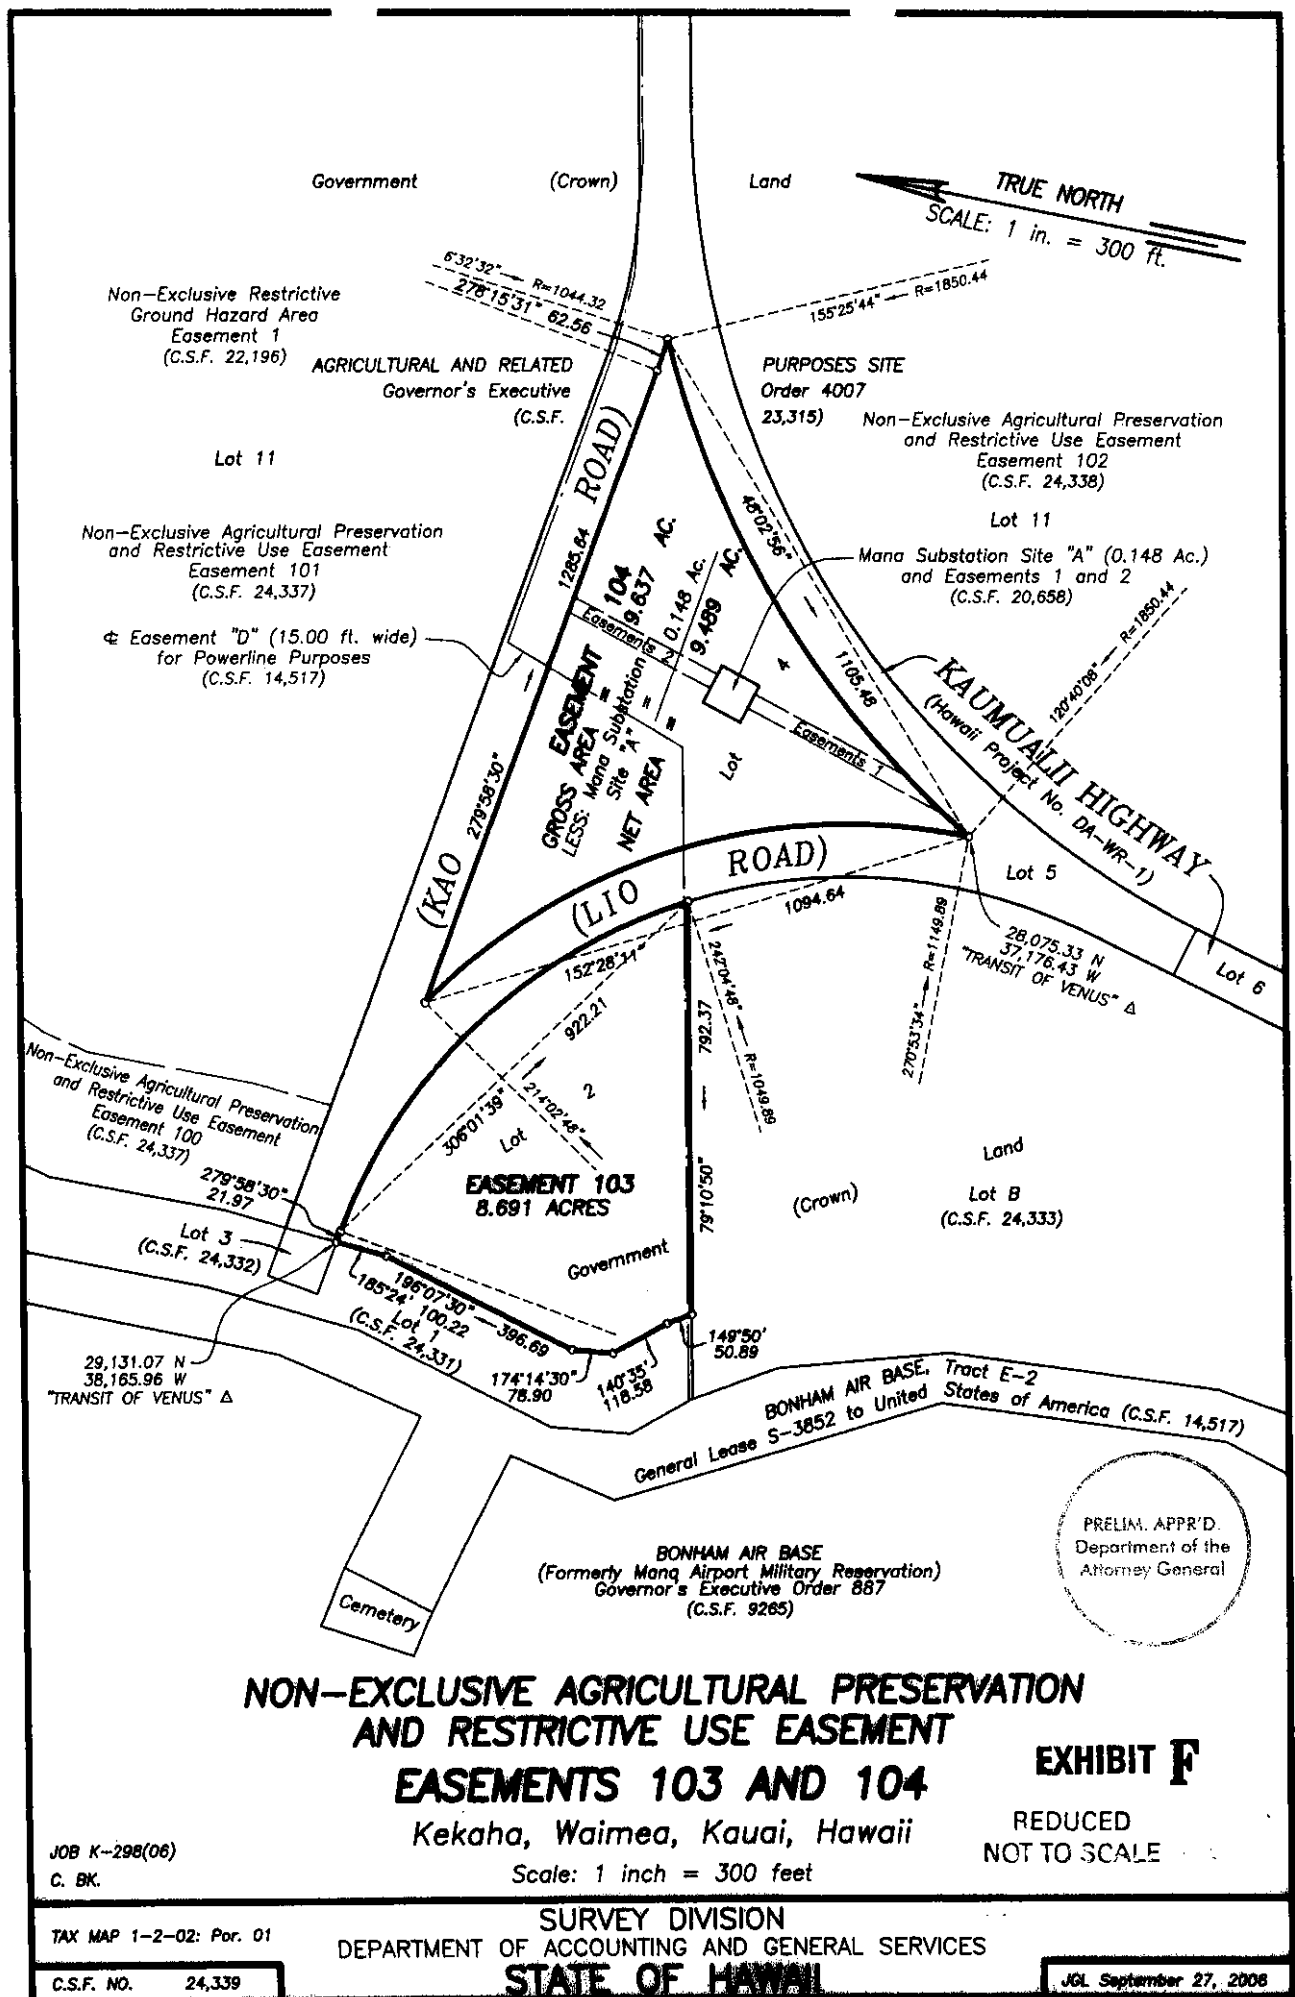 Government (Crown) Land
TRUE NORTH
SCALE: 1 in. = 300 ft.
6°32'32" R=1044.32
278°15'31" 62.56
155°25'44" R=1850.44
Non-Exclusive Restrictive
Ground Hazard Area
Easement 1
(C.S.F. 22,196)
AGRICULTURAL AND RELATED PURPOSES SITE
Governor's Executive Order 4007
(C.S.F. 23,315)
Non-Exclusive Agricultural Preservation
and Restrictive Use Easement
Easement 102
(C.S.F. 24,338)
Lot 11
Lot 11
Non-Exclusive Agricultural Preservation
and Restrictive Use Easement
Easement 101
(C.S.F. 24,337)
Mana Substation Site "A" (0.148 Ac.)
and Easements 1 and 2
(C.S.F. 20,658)
℄ Easement "D" (15.00 ft. wide)
for Powerline Purposes
(C.S.F. 14,517)
(KAO ROAD)
279°58'30" 1285.64
48°02'56" 1105.48
120°40'08" R=1850.44
EASEMENT 104
GROSS AREA = 9.637 AC.
LESS: Mana Substation
Site "A" = 0.148 Ac.
NET AREA = 9.489 AC.
Easements 2
Easements 1
Lot 4
KAUMUALII HIGHWAY
(Hawaii Project No. DA-WR-1)
(LIO ROAD)
Lot 5
Lot 6
152°28'11" 1094.64
28,075.33 N
37,176.43 W
"TRANSIT OF VENUS" Δ
270°53'34" R=1149.89
242°04'48" R=1049.89
214°02'48"
306°01'39" 922.21
79°10'50" 792.37
Lot 2
Non-Exclusive Agricultural Preservation
and Restrictive Use Easement
Easement 100
(C.S.F. 24,337)
279°58'30"
21.97
EASEMENT 103
8.691 ACRES
Government (Crown) Land
Lot B
(C.S.F. 24,333)
Lot 3
(C.S.F. 24,332)
196°07'30" 396.69
185°24' 100.22
Lot 1
(C.S.F. 24,331)
174°14'30"
78.90
140°35'
118.58
149°50'
50.89
29,131.07 N
38,165.96 W
"TRANSIT OF VENUS" Δ
BONHAM AIR BASE, Tract E-2
General Lease S-3852 to United States of America (C.S.F. 14,517)
Cemetery
BONHAM AIR BASE
(Formerly Mana Airport Military Reservation)
Governor's Executive Order 887
(C.S.F. 9265)
PRELIM. APPR'D.
Department of the
Attorney General
NON-EXCLUSIVE AGRICULTURAL PRESERVATION
AND RESTRICTIVE USE EASEMENT
EASEMENTS 103 AND 104
EXHIBIT F
Kekaha, Waimea, Kauai, Hawaii
Scale: 1 inch = 300 feet
REDUCED
NOT TO SCALE
JOB K-298(06)
C. BK.
TAX MAP 1-2-02: Por. 01
SURVEY DIVISION
DEPARTMENT OF ACCOUNTING AND GENERAL SERVICES
STATE OF HAWAII
C.S.F. NO. 24,339
JGL September 27, 2006